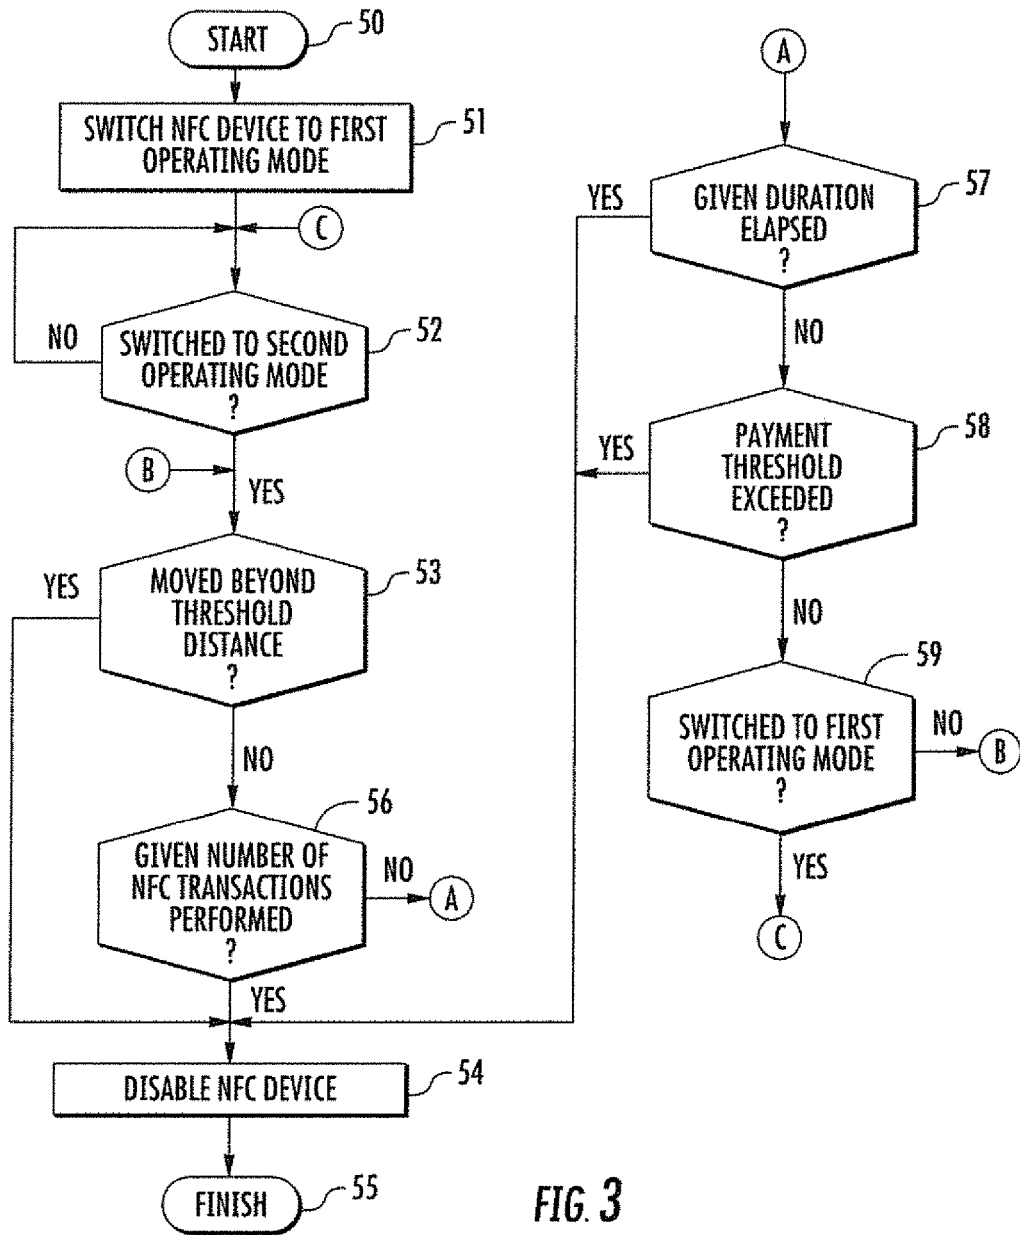 START
50
SWITCH NFC DEVICE TO FIRST
OPERATING MODE
51
C
NO
SWITCHED TO SECOND
OPERATING MODE
?
52
B
YES
YES
MOVED BEYOND
THRESHOLD
DISTANCE
?
53
NO
56
GIVEN NUMBER OF
NFC TRANSACTIONS
PERFORMED
?
NO
A
YES
DISABLE NFC DEVICE
54
FINISH
55
A
YES
GIVEN DURATION
ELAPSED
?
57
NO
YES
PAYMENT
THRESHOLD
EXCEEDED
?
58
NO
59
SWITCHED TO FIRST
OPERATING MODE
?
NO
B
YES
C
FIG. 3